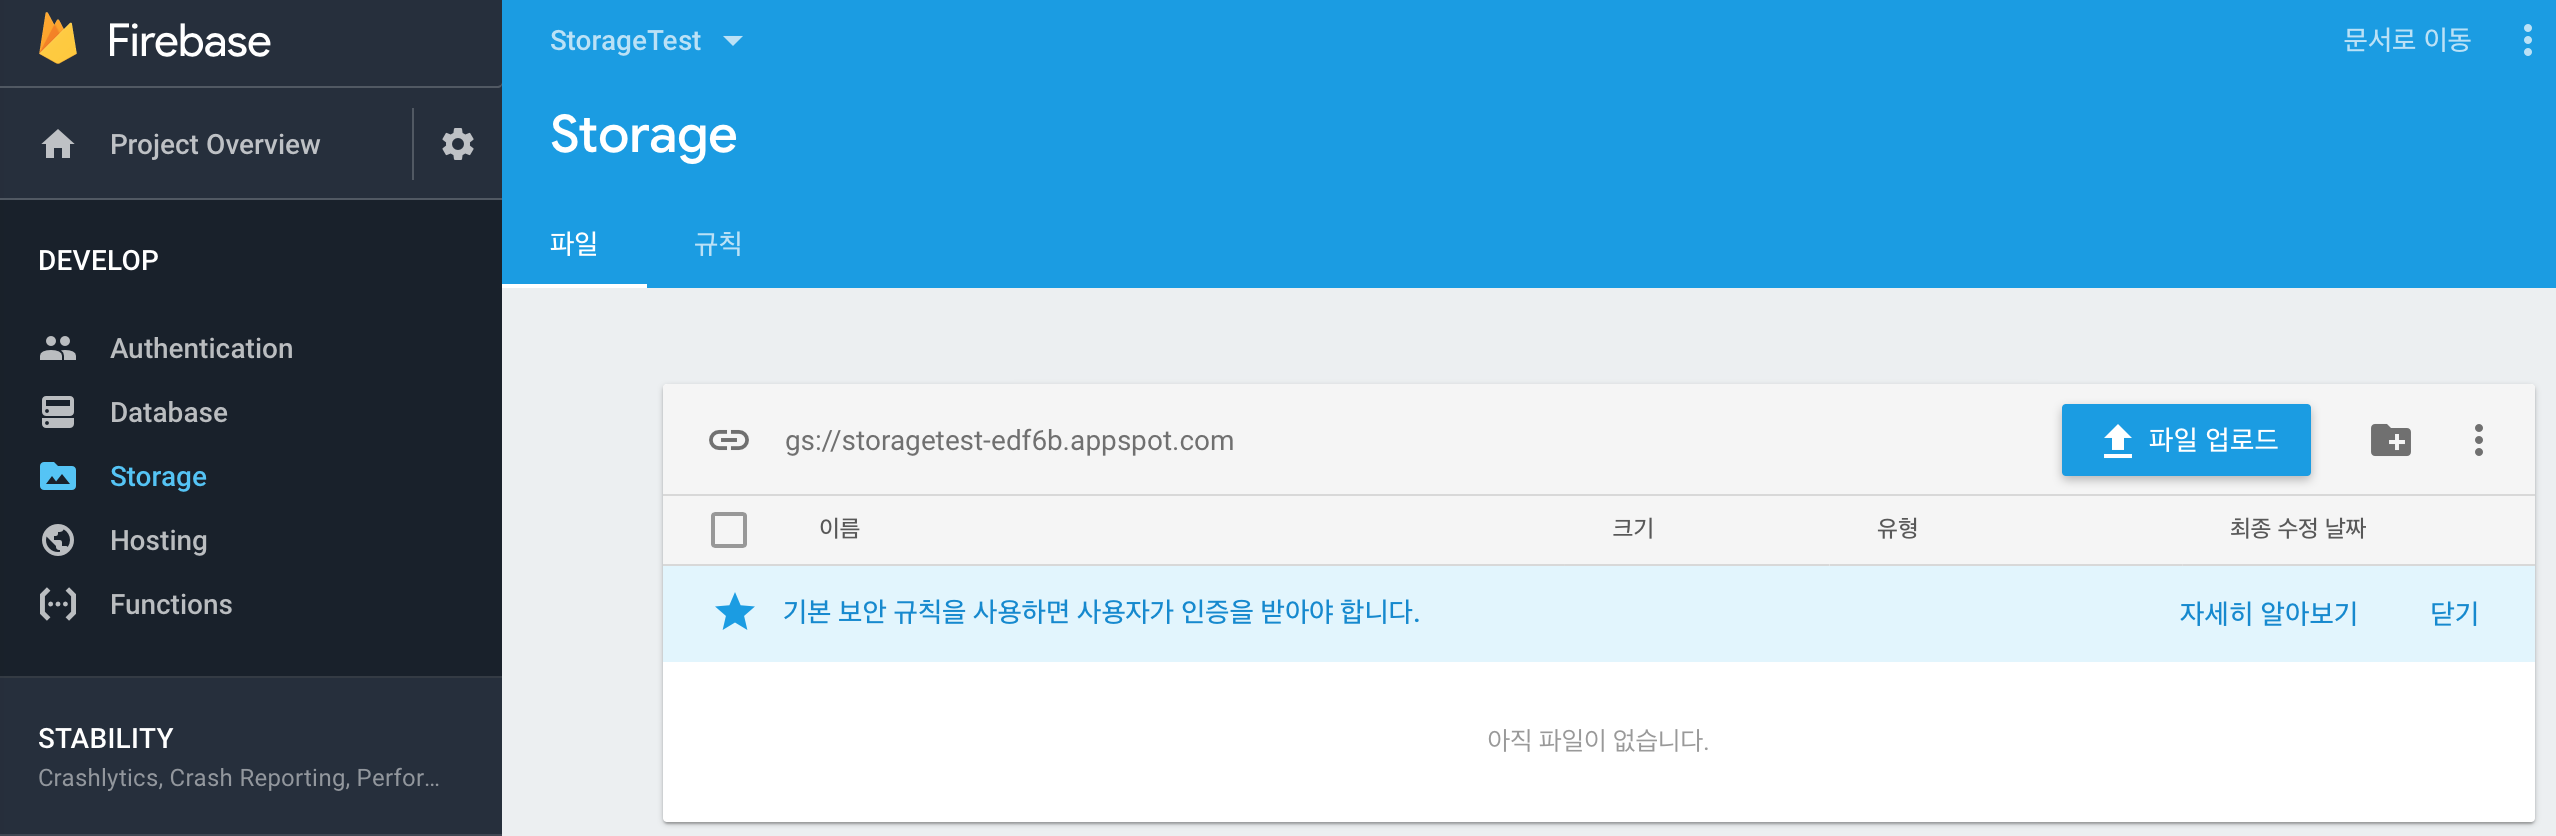 Firebase
Project Overview
DEVELOP
Authentication
Database
Storage
Hosting
Functions
STABILITY
Crashlytics, Crash Reporting, Perfor...
StorageTest
문서로 이동
Storage
파일 규칙
gs://storagetest-edf6b.appspot.com 파일 업로드
이름 크기 유형 최종 수정 날짜
기본 보안 규칙을 사용하면 사용자가 인증을 받아야 합니다. 자세히 알아보기 닫기
아직 파일이 없습니다.